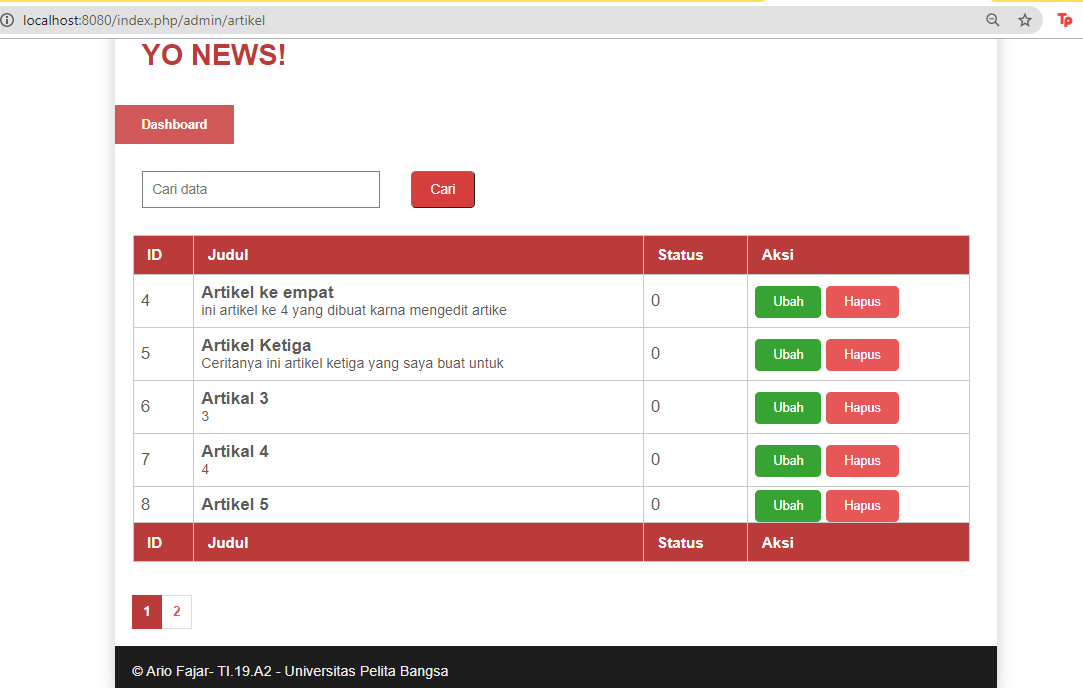 localhost:8080/index.php/admin/artikel
Tp
YO NEWS!
Dashboard
Cari data Cari
ID Judul Status Aksi
4 Artikel ke empat 0 Ubah Hapus
ini artikel ke 4 yang dibuat karna mengedit artike
5 Artikel Ketiga 0 Ubah Hapus
Ceritanya ini artikel ketiga yang saya buat untuk
6 Artikal 3 0 Ubah Hapus
3
7 Artikal 4 0 Ubah Hapus
4
8 Artikel 5 0 Ubah Hapus
ID Judul Status Aksi
1 2
© Ario Fajar- TI.19.A2 - Universitas Pelita Bangsa